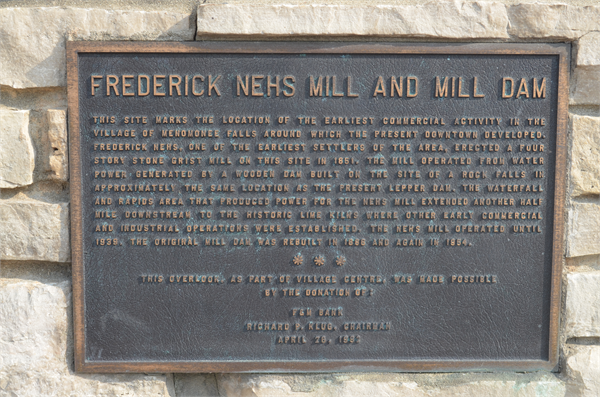 FREDERICK NEHS MILL AND MILL DAM
THIS SITE MARKS THE LOCATION OF THE EARLIEST COMMERCIAL ACTIVITY IN THE
VILLAGE OF MENOMONEE FALLS AROUND WHICH THE PRESENT DOWNTOWN DEVELOPED.
FREDERICK NEHS, ONE OF THE EARLIEST SETTLERS OF THE AREA, ERECTED A FOUR
STORY STONE GRIST MILL ON THIS SITE IN 1851. THE MILL OPERATED FROM WATER
POWER GENERATED BY A WOODEN DAM BUILT ON THE SITE OF A ROCK FALLS IN
APPROXIMATELY THE SAME LOCATION AS THE PRESENT LEPPER DAM. THE WATERFALL
AND RAPIDS AREA THAT PRODUCED POWER FOR THE NEHS MILL EXTEND ANOTHER HALF
MILE DOWNSTREAM TO THE HISTORIC LIME KILNS WHERE OTHER EARLY COMMERCIAL
AND INDUSTRIAL OPERATIONS WERE ESTABLISHED. THE NEHS MILL OPERATED UNTIL
THE ORIGINAL MILL DAM WAS REBUILT IN AND AGAIN IN
* * *
THIS OVERLOOK, AS PART OF VILLAGE CENTRE, WAS MADE POSSIBLE
BY THE DONATION OF:
F&M BANK
RICHARD CHAIRMAN
APRIL